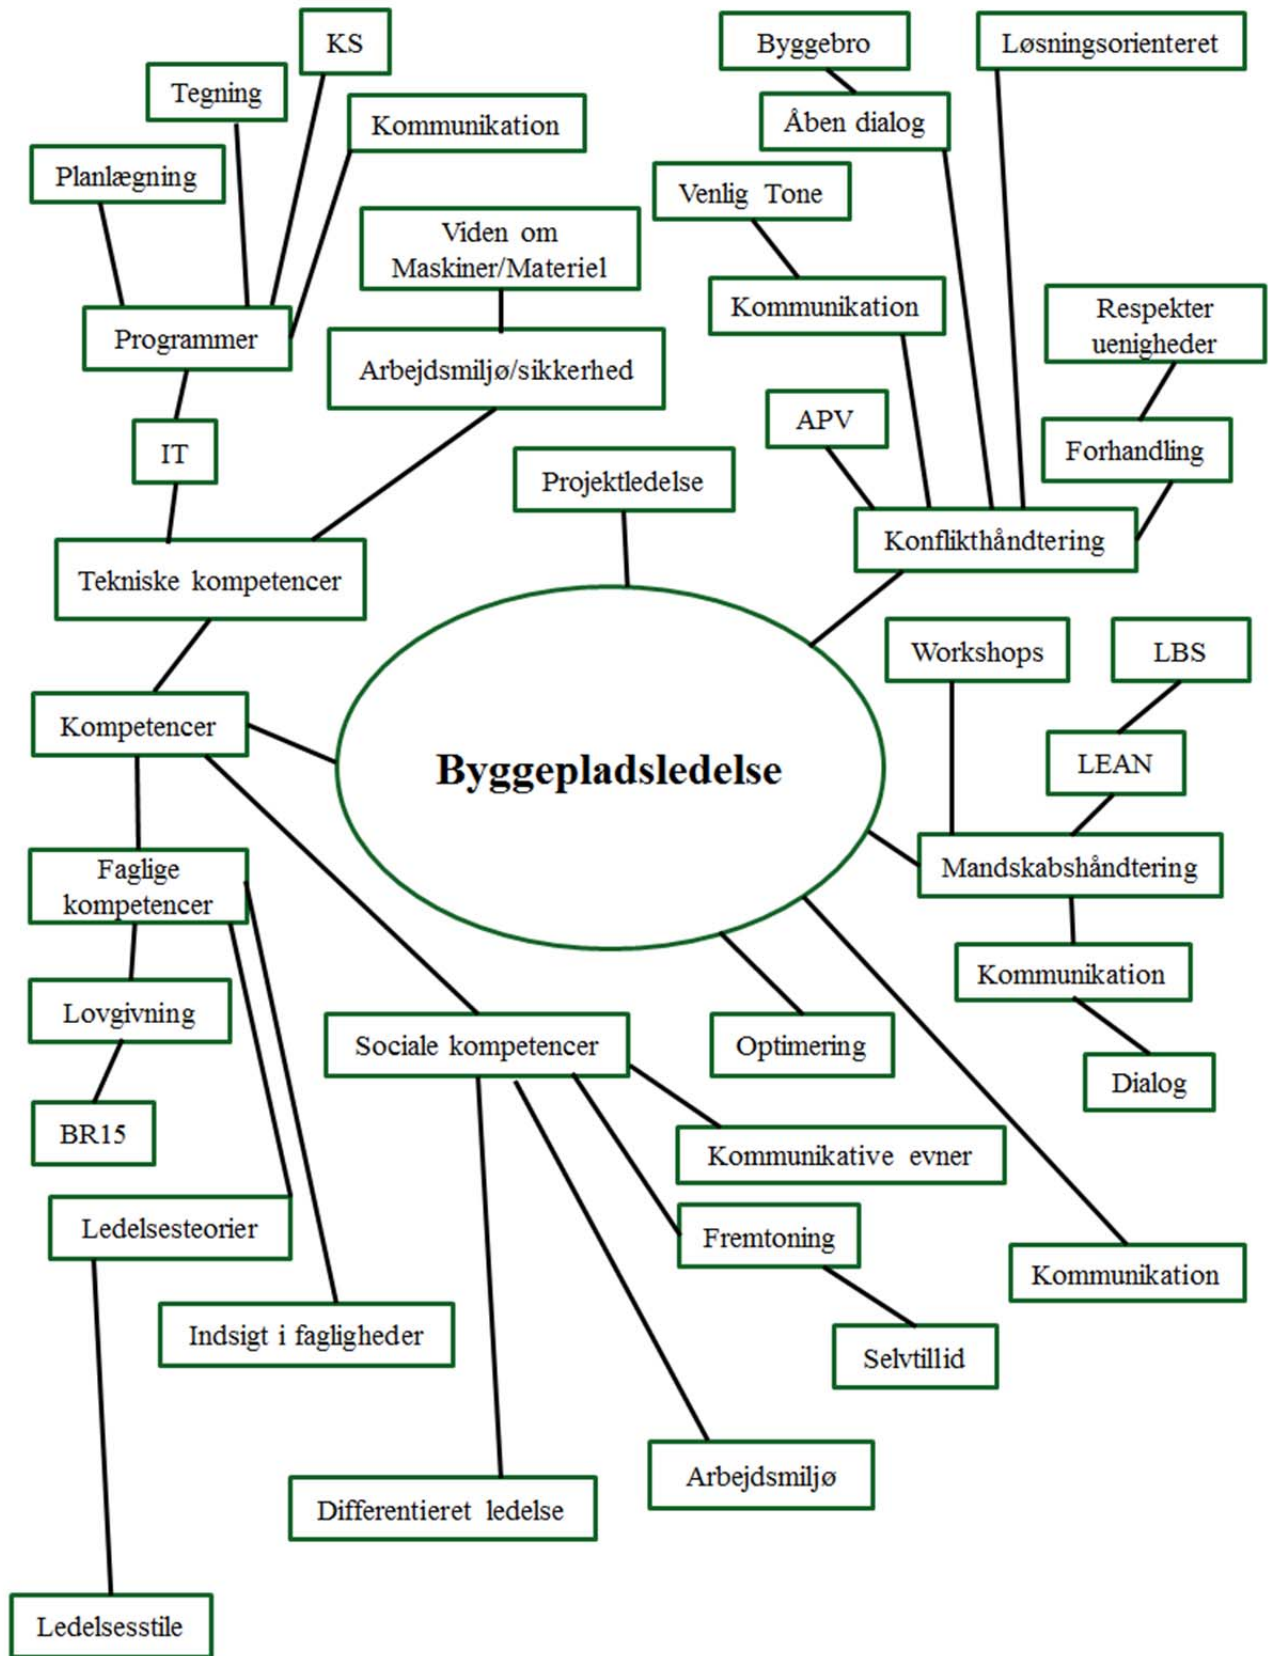 KS
Byggebro
Løsningsorienteret
Tegning
Kommunikation
Åben dialog
Planlægning
Venlig Tone
Viden om
Maskiner/Materiel
Kommunikation
Respekter
uenigheder
Programmer
Arbejdsmiljø/sikkerhed
APV
IT
Forhandling
Projektledelse
Konflikthåndtering
Tekniske kompetencer
Workshops
LBS
Kompetencer
Byggepladsledelse
LEAN
Mandskabshåndtering
Faglige
kompetencer
Kommunikation
Lovgivning
Sociale kompetencer
Optimering
Dialog
BR15
Kommunikative evner
Ledelsesteorier
Fremtoning
Kommunikation
Indsigt i fagligheder
Selvtillid
Arbejdsmiljø
Differentieret ledelse
Ledelsesstile